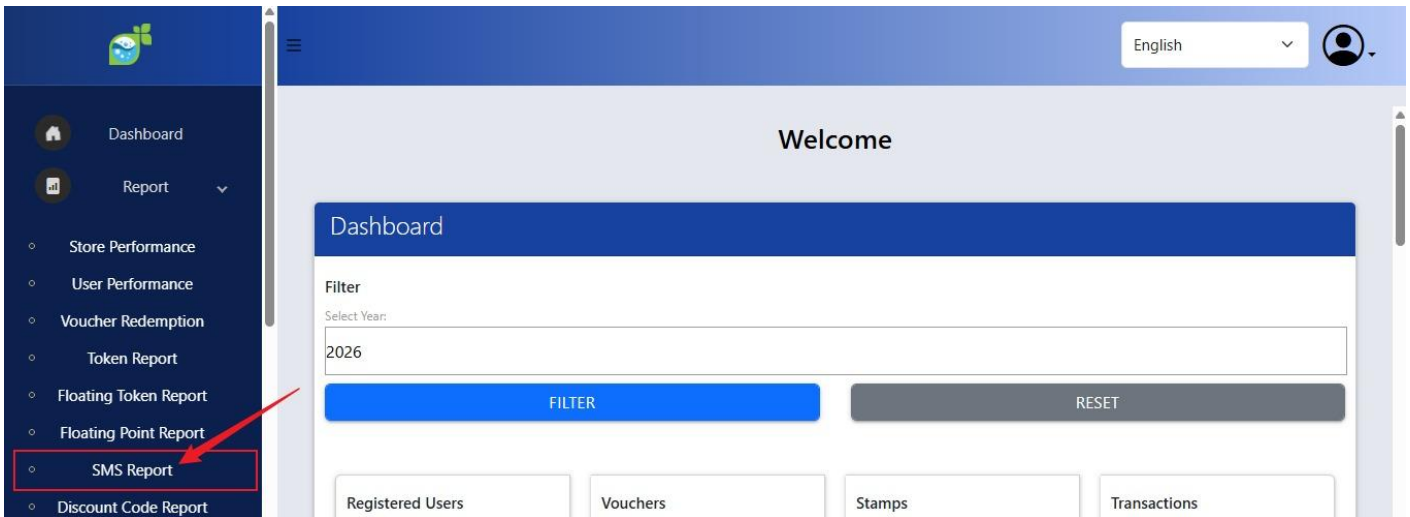 English
Dashboard
Report
Store Performance
User Performance
Voucher Redemption
Token Report
Floating Token Report
Floating Point Report
SMS Report
Discount Code Report
Welcome
Dashboard
Filter
Select Year:
2026
FILTER RESET
Registered Users Vouchers Stamps Transactions